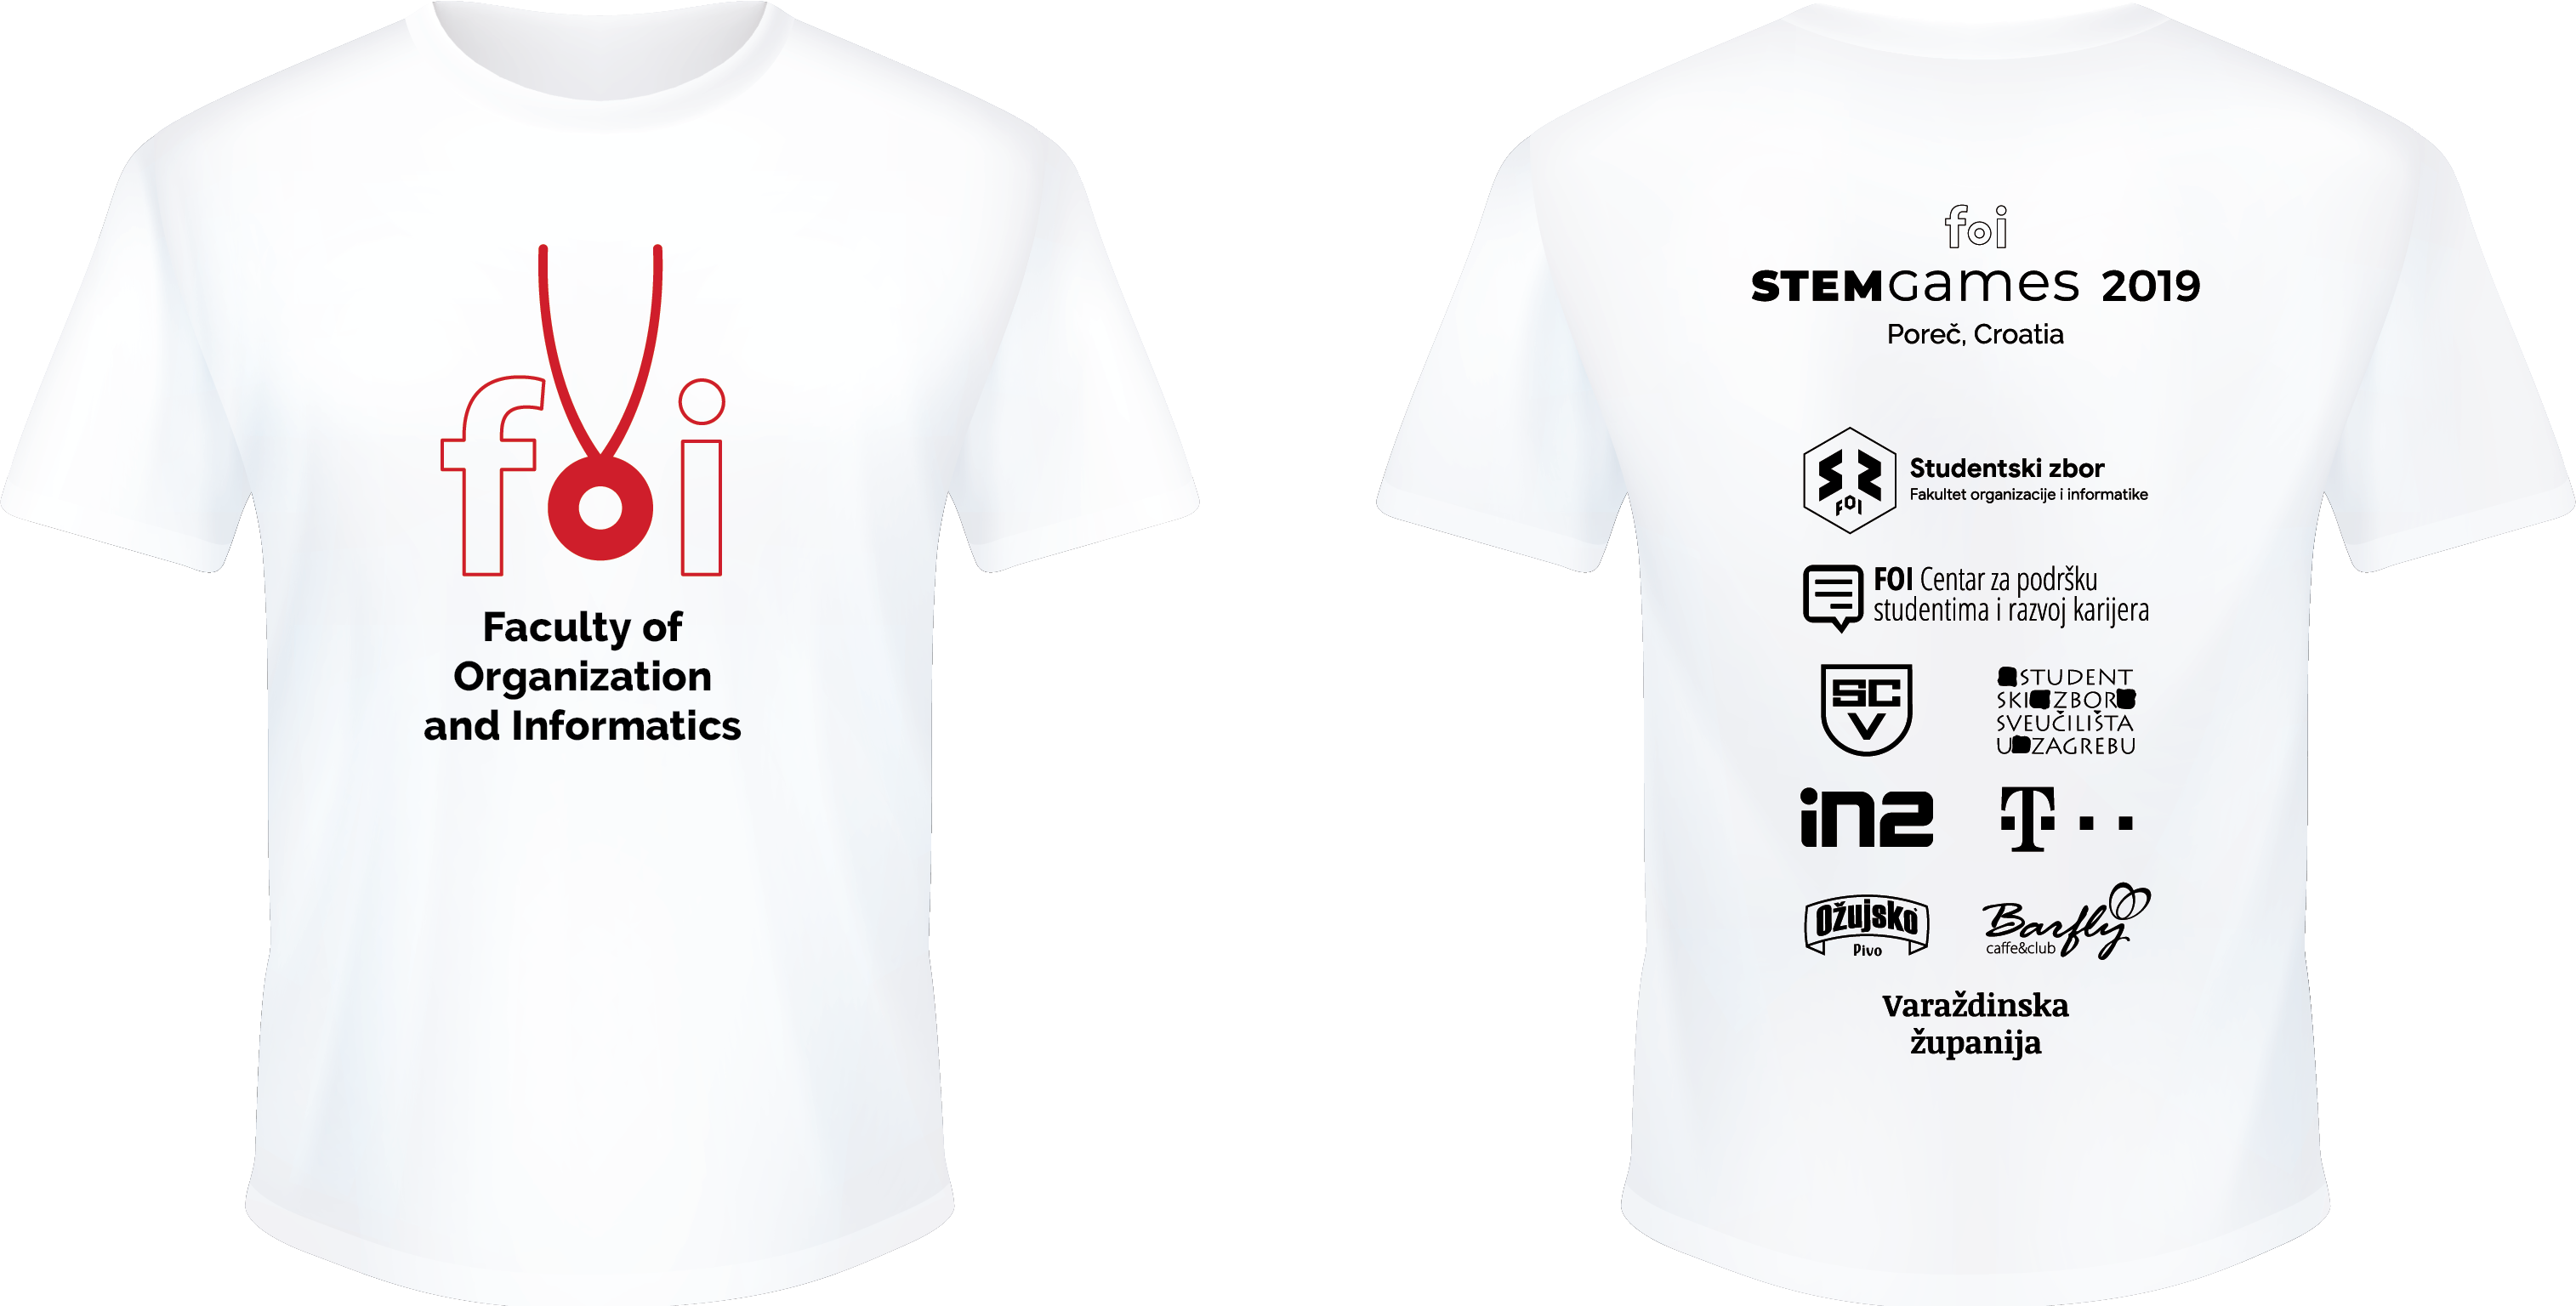 foi
Faculty of
Organization
and Informatics
foi
STEMGames 2019
Poreč, Croatia
SZ
FOI
Studentski zbor
Fakultet organizacije i informatike
FOI Centar za podršku
studentima i razvoj karijera
SC
V
STUDENT
SKI ZBOR
SVEUČILIŠTA
U ZAGREBU
in2
T
Ožujsko
Pivo
Barfly
caffe&club
Varaždinska
županija